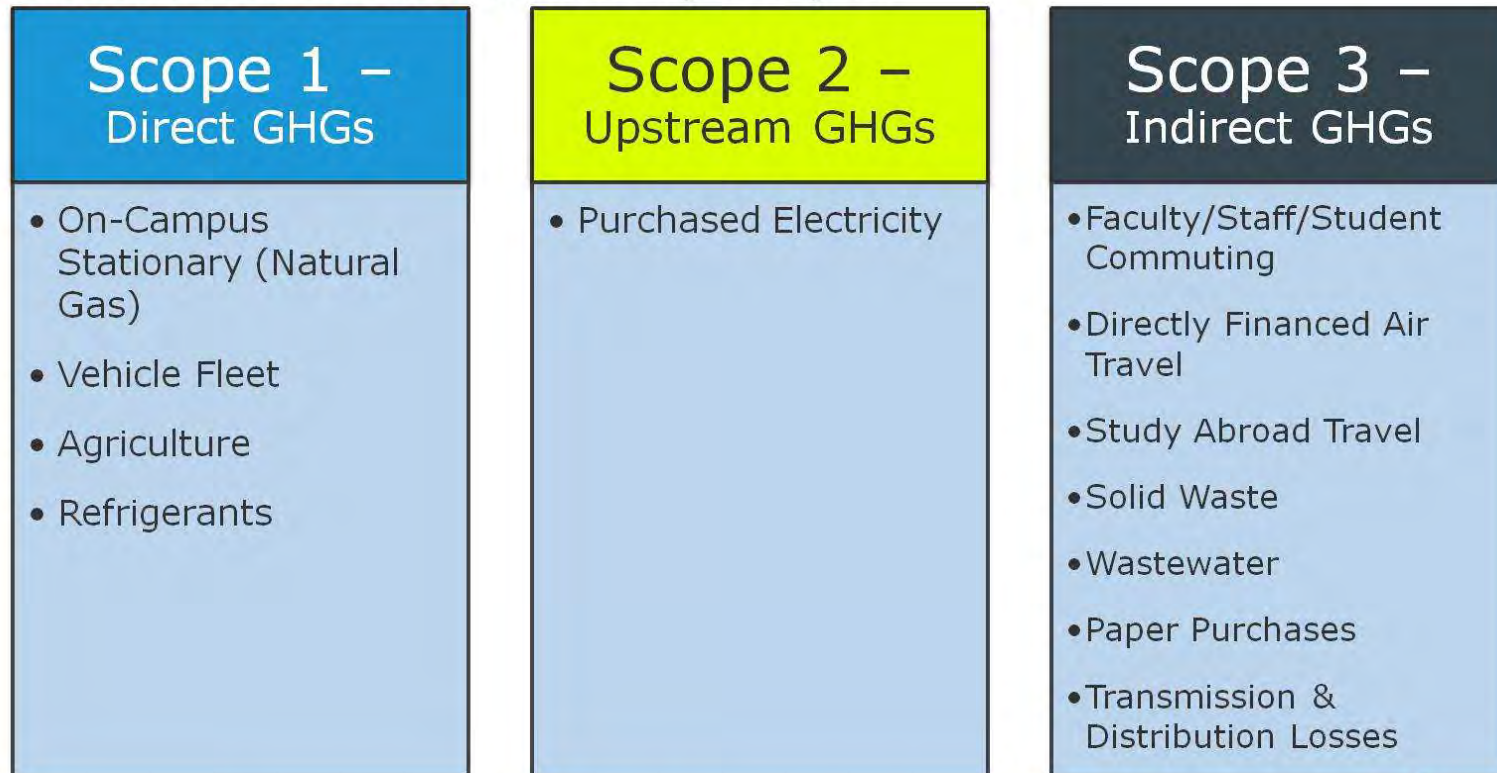 Scope 1 –
Direct GHGs
• On-Campus
Stationary (Natural
Gas)
• Vehicle Fleet
• Agriculture
• Refrigerants
Scope 2 –
Upstream GHGs
• Purchased Electricity
Scope 3 –
Indirect GHGs
•Faculty/Staff/Student
Commuting
•Directly Financed Air
Travel
•Study Abroad Travel
•Solid Waste
•Wastewater
•Paper Purchases
•Transmission &
Distribution Losses